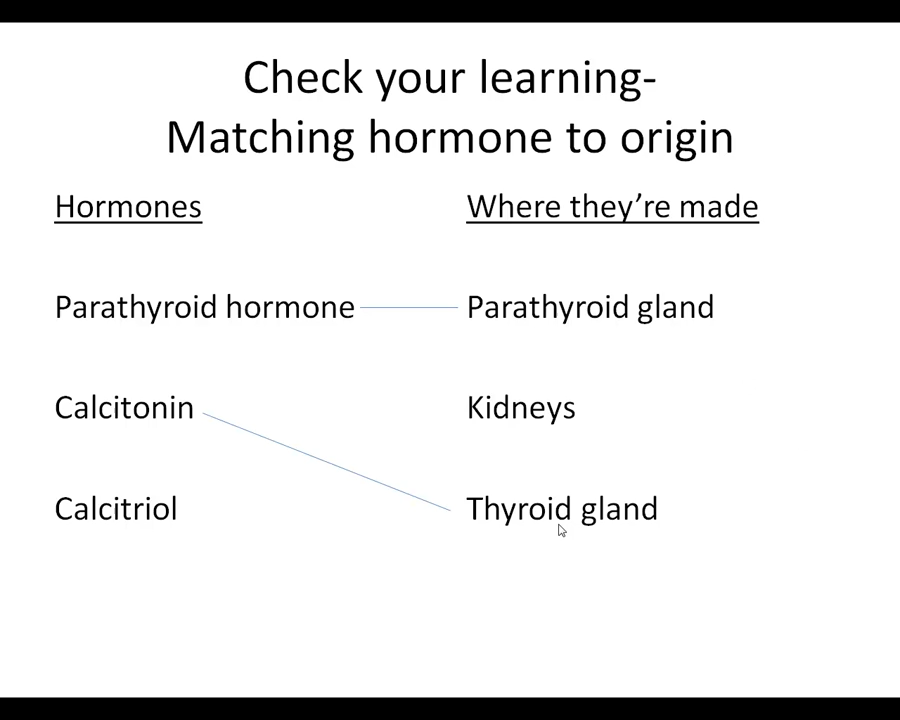 Check your learning-
Matching hormone to origin
Hormones
Where they're made
Parathyroid hormone
Parathyroid gland
Calcitonin
Kidneys
Calcitriol
Thyroid gland